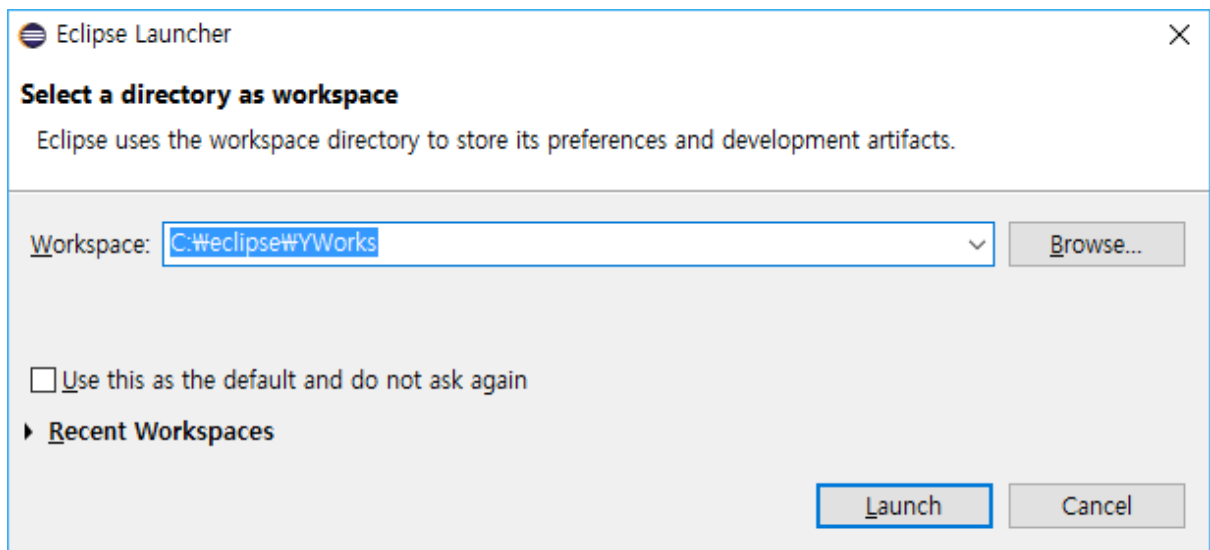 Eclipse Launcher
Select a directory as workspace
Eclipse uses the workspace directory to store its preferences and development artifacts.
Workspace: C:₩eclipse₩YWorks Browse...
Use this as the default and do not ask again
Recent Workspaces
Launch Cancel